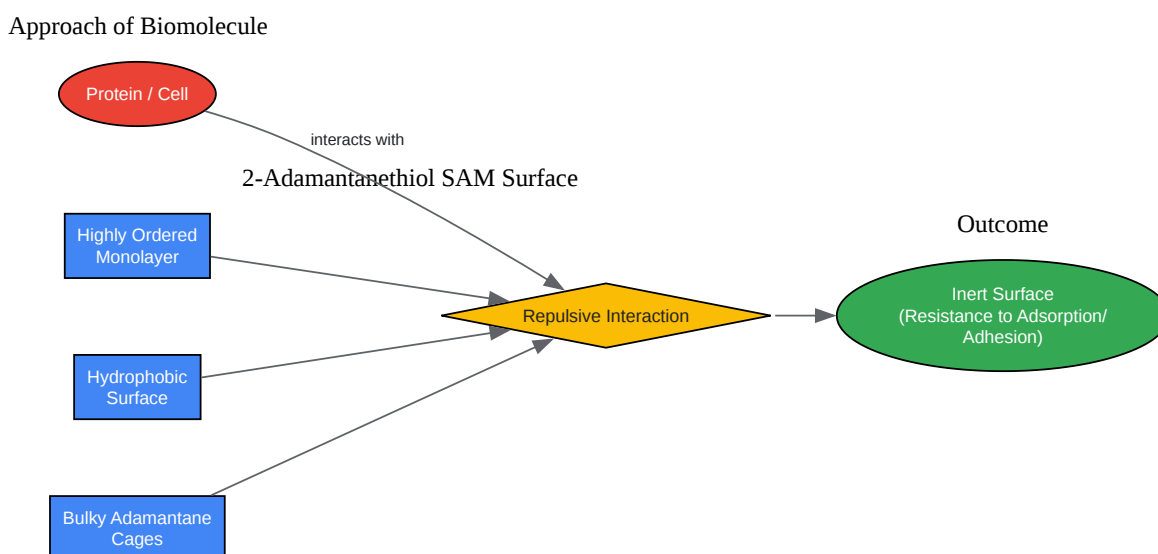 Approach of Biomolecule
Protein / Cell
interacts with
2-Adamantanethiol SAM Surface
Highly Ordered
Monolayer
Hydrophobic
Surface
Bulky Adamantane
Cages
Repulsive Interaction
Outcome
Inert Surface
(Resistance to Adsorption/
Adhesion)